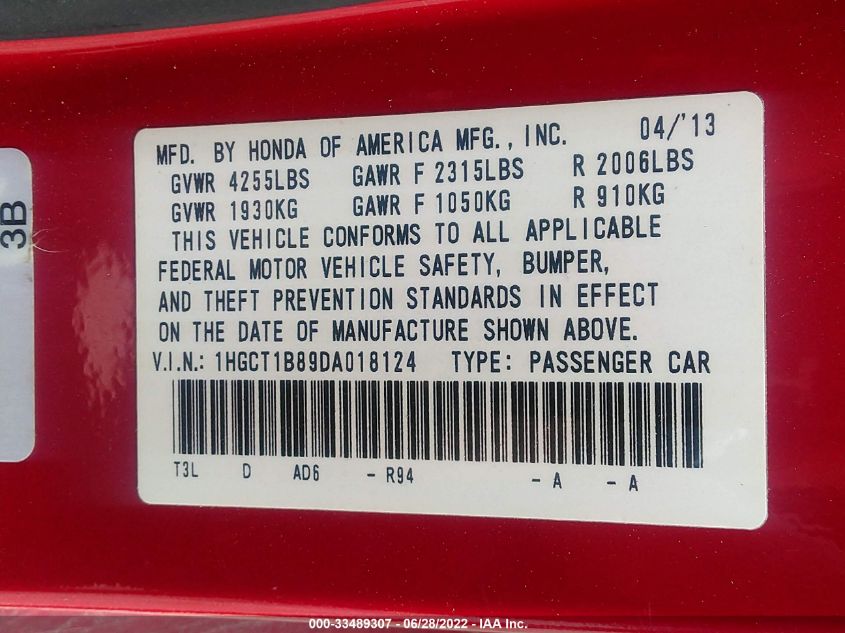 MFD. BY HONDA OF AMERICA MFG., INC. 04/'13
GVWR 4255LBS GAWR F 2315LBS R 2006LBS
GVWR 1930KG GAWR F 1050KG R 910KG
THIS VEHICLE CONFORMS TO ALL APPLICABLE
FEDERAL MOTOR VEHICLE SAFETY, BUMPER,
AND THEFT PREVENTION STANDARDS IN EFFECT
ON THE DATE OF MANUFACTURE SHOWN ABOVE.
V.I.N.: 1HGCT1B89DA018124 TYPE: PASSENGER CAR
T3L D AD6 - R94 - A - A
3B
000-33489307 - 06/28/2022 - IAA Inc.